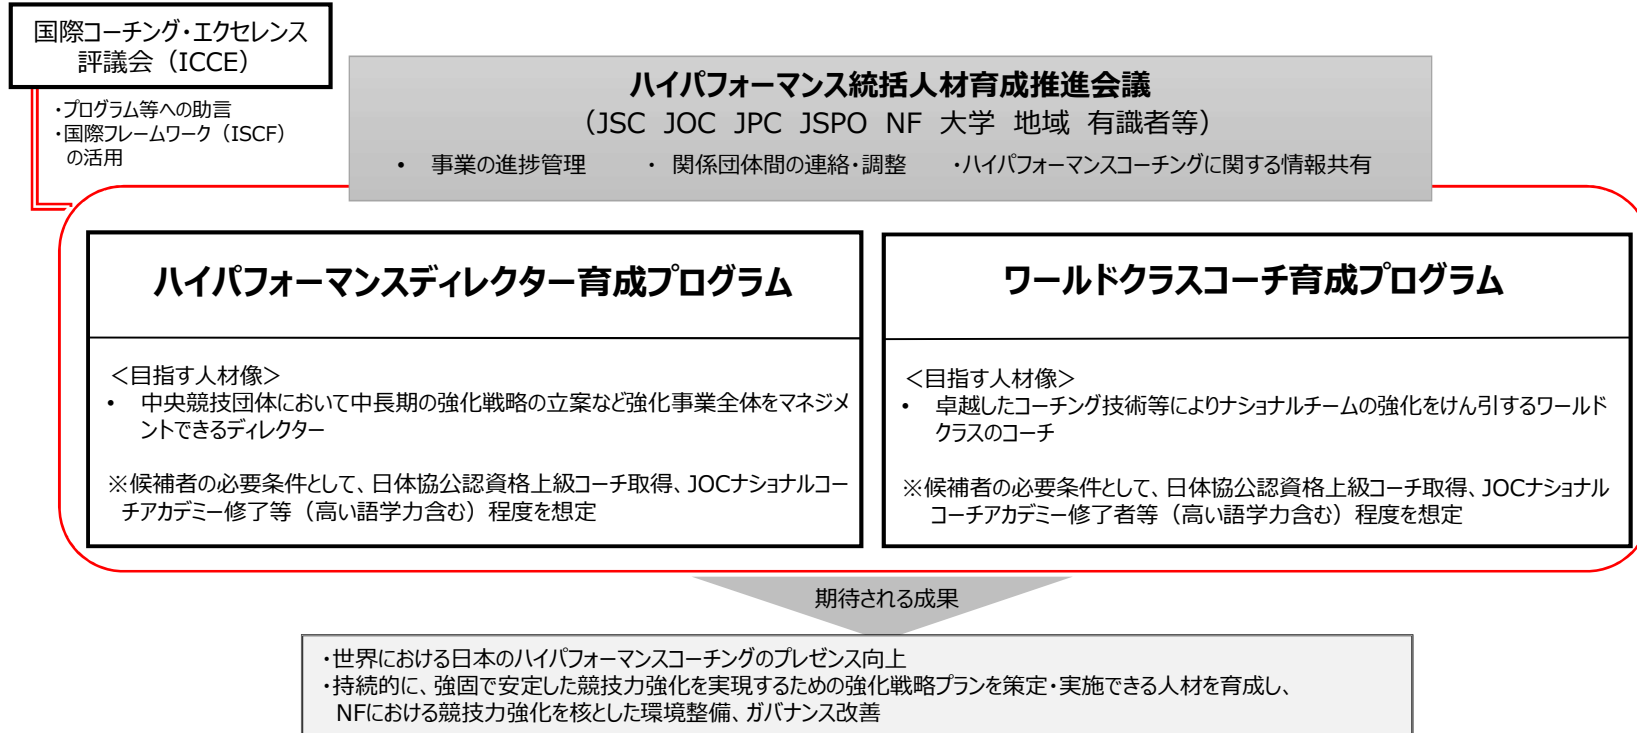 国際コーチング・エクセレンス
評議会（ICCE）
・プログラム等への助言
・国際フレームワーク（ISCF）
の活用
ハイパフォーマンス統括人材育成推進会議
（JSC JOC JPC JSPO NF 大学 地域 有識者等）
• 事業の進捗管理 ・ 関係団体間の連絡・調整 ・ハイパフォーマンスコーチングに関する情報共有
ハイパフォーマンスディレクター育成プログラム
＜目指す人材像＞
• 中央競技団体において中長期の強化戦略の立案など強化事業全体をマネジメ
ントできるディレクター
※候補者の必要条件として、日体協公認資格上級コーチ取得、JOCナショナルコー
チアカデミー修了等（高い語学力含む）程度を想定
ワールドクラスコーチ育成プログラム
＜目指す人材像＞
• 卓越したコーチング技術等によりナショナルチームの強化をけん引するワールド
クラスのコーチ
※候補者の必要条件として、日体協公認資格上級コーチ取得、JOCナショナル
コーチアカデミー修了者等（高い語学力含む）程度を想定
期待される成果
・世界における日本のハイパフォーマンスコーチングのプレゼンス向上
・持続的に、強固で安定した競技力強化を実現するための強化戦略プランを策定・実施できる人材を育成し、
NFにおける競技力強化を核とした環境整備、ガバナンス改善